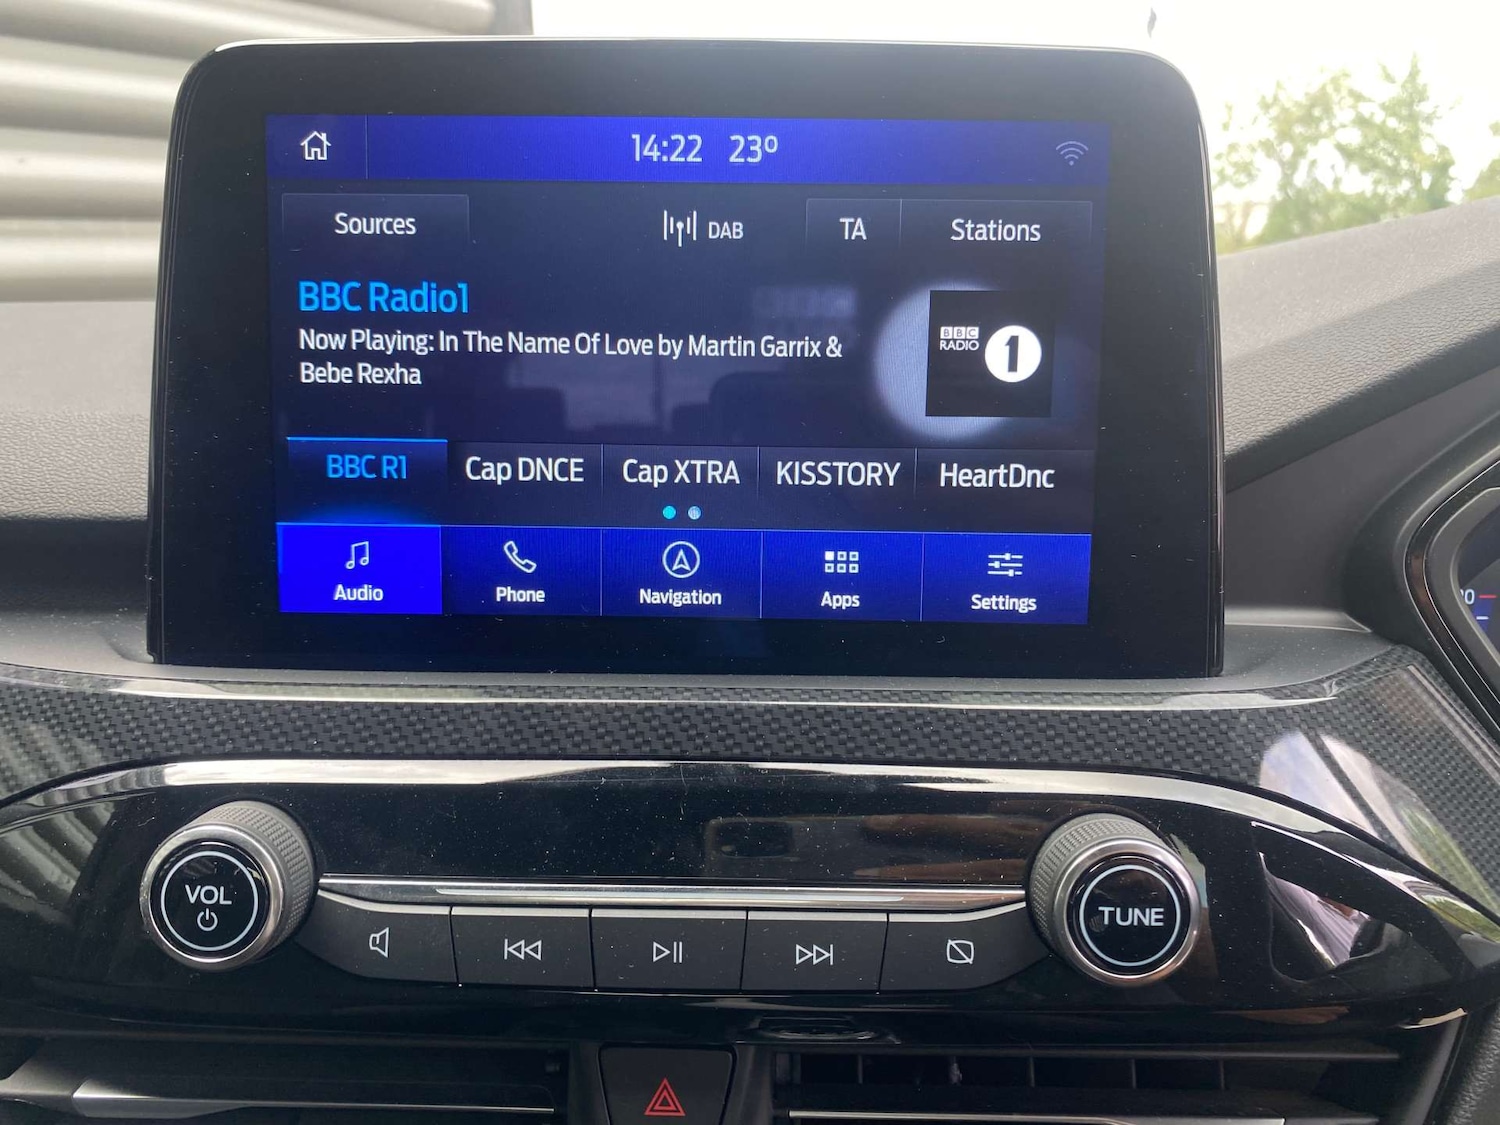 14:22 23º
Sources
DAB
TA
Stations
BBC Radio1
Now Playing: In The Name Of Love by Martin Garrix &
Bebe Rexha
BBC
RADIO
1
BBC R1
Cap DNCE
Cap XTRA
KISSTORY
HeartDnc
Audio
Phone
Navigation
Apps
Settings
VOL
TUNE